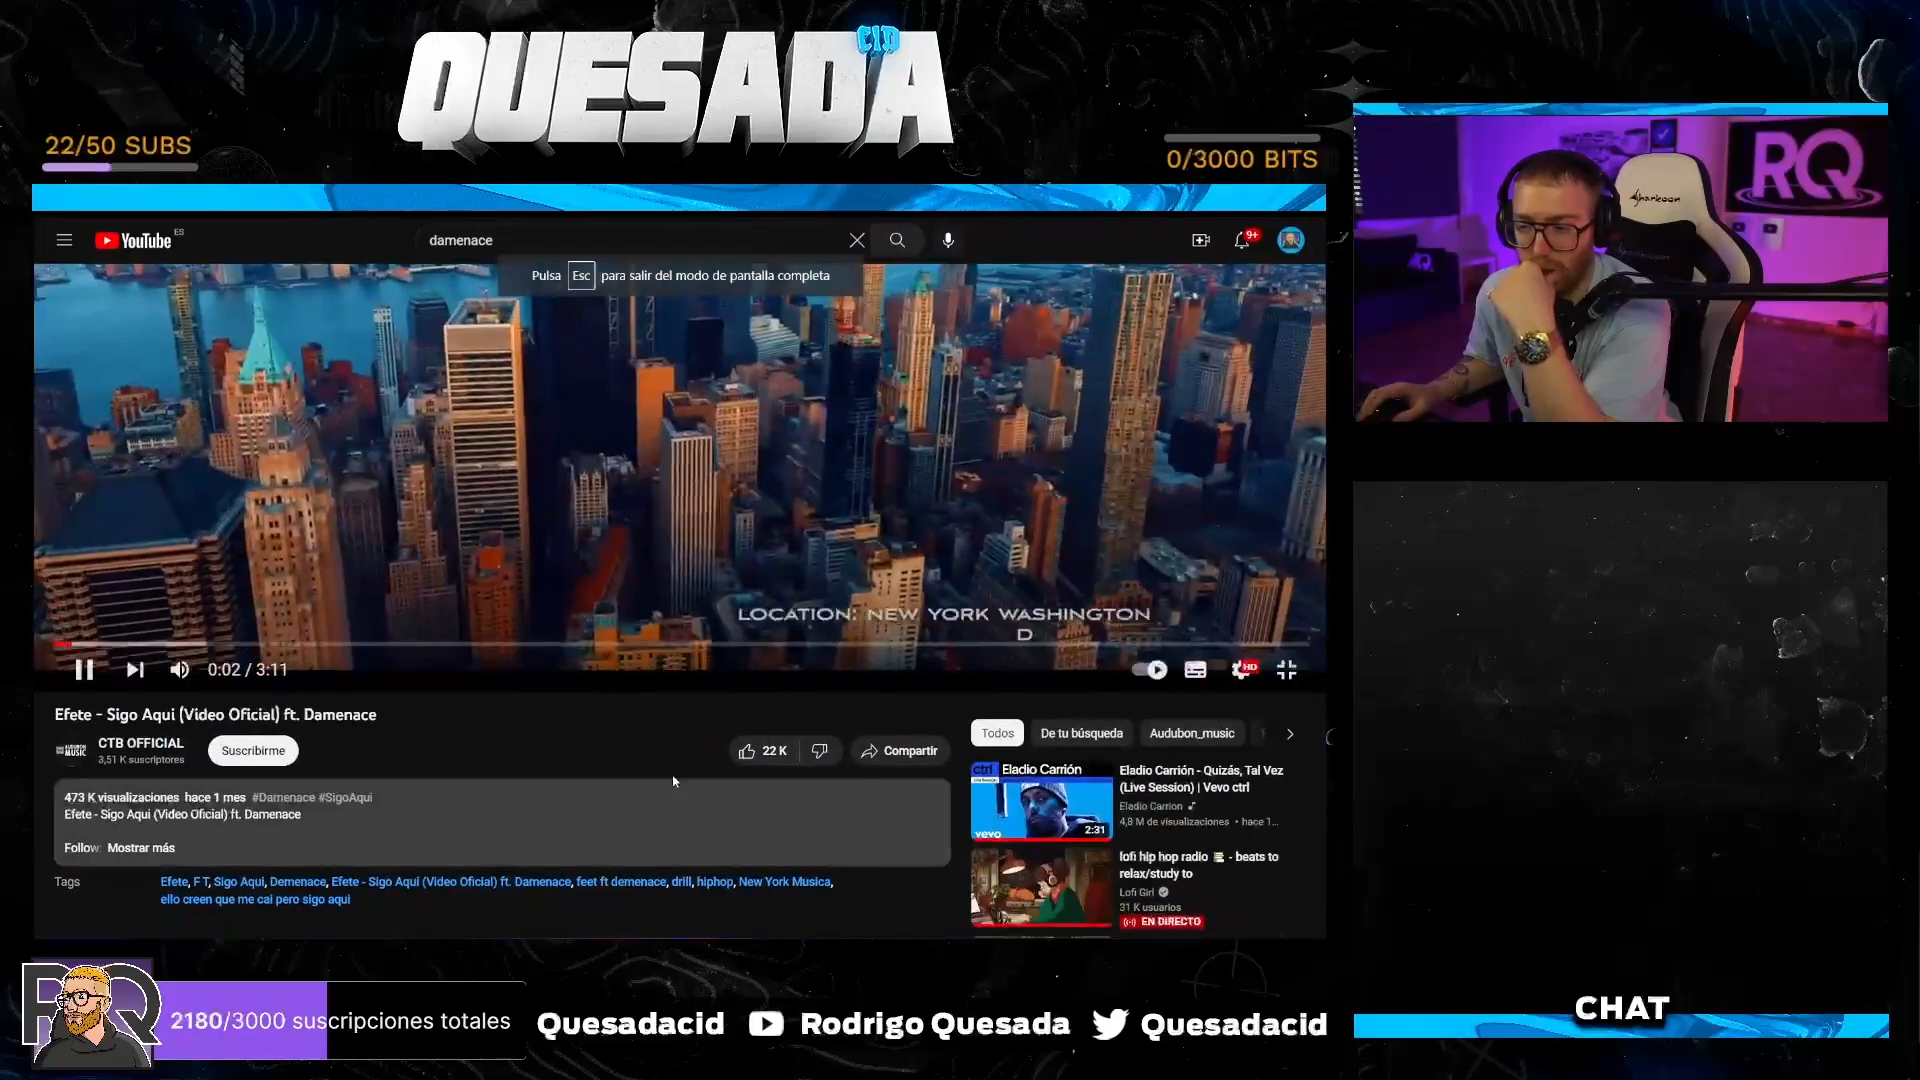 QUESADA
CID
22/50 SUBS
0/3000 BITS
YouTube ES
damenace
9+
Pulsa Esc para salir del modo de pantalla completa
LOCATION: NEW YORK WASHINGTON
D
0:02 / 3:11
HD
Efete - Sigo Aqui (Video Oficial) ft. Damenace
AUDUBON MUSIC
CTB OFFICIAL
3,51 K suscriptores
Suscribirme
22 K
Compartir
473 K visualizaciones hace 1 mes #Damenace #SigoAqui
Efete - Sigo Aqui (Video Oficial) ft. Damenace
Follow: Mostrar más
Tags
Efete, F T, Sigo Aqui, Demenace, Efete - Sigo Aqui (Video Oficial) ft. Damenace, feet ft demenace, drill, hiphop, New York Musica,
ello creen que me cai pero sigo aqui
Todos
De tu búsqueda
Audubon_music
ctrl Eladio Carrión
vevo
2:31
Eladio Carrión - Quizás, Tal Vez
(Live Session) | Vevo ctrl
Eladio Carrion
4,8 M de visualizaciones • hace 1...
lofi hip hop radio - beats to
relax/study to
Lofi Girl
31 K usuarios
EN DIRECTO
RQ
Sharkoon
RQ
2180/3000 suscripciones totales
Quesadacid
Rodrigo Quesada
Quesadacid
CHAT